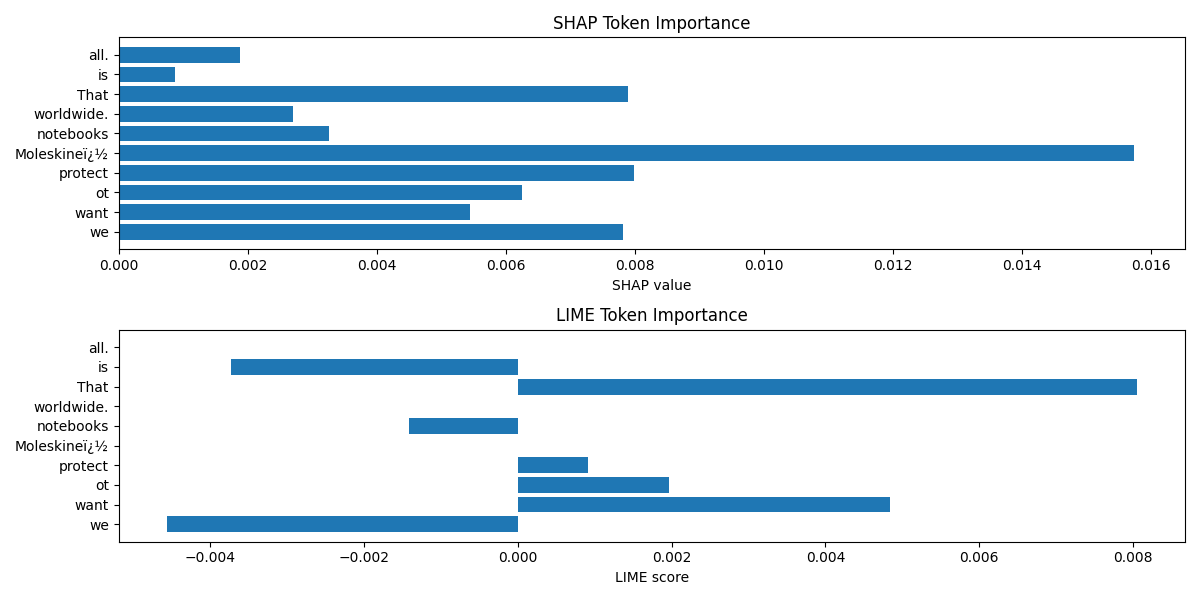 SHAP Token Importance
all.
is
That
worldwide.
notebooks
Moleskineï¿½
protect
ot
want
we
0.000 0.002 0.004 0.006 0.008 0.010 0.012 0.014 0.016
SHAP value
LIME Token Importance
all.
is
That
worldwide.
notebooks
Moleskineï¿½
protect
ot
want
we
−0.004 −0.002 0.000 0.002 0.004 0.006 0.008
LIME score